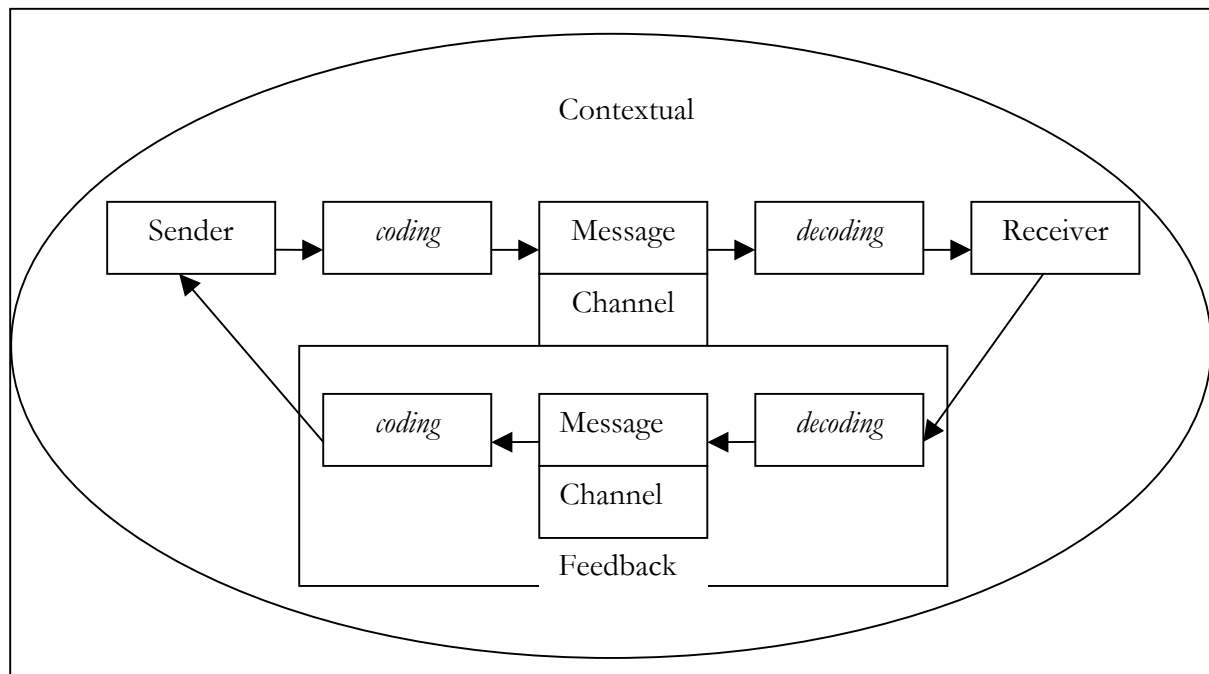 Contextual
Sender
coding
Message
decoding
Receiver
Channel
coding
Message
decoding
Channel
Feedback